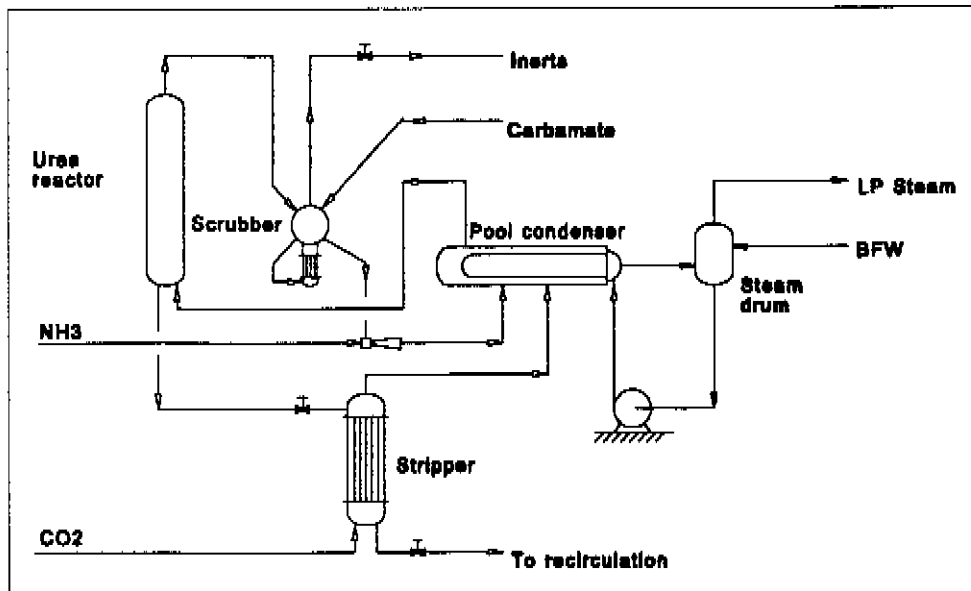 Inerts
Carbamate
Urea
reactor
Scrubber
Pool condenser
LP Steam
BFW
Steam
drum
NH3
Stripper
CO2
To recirculation